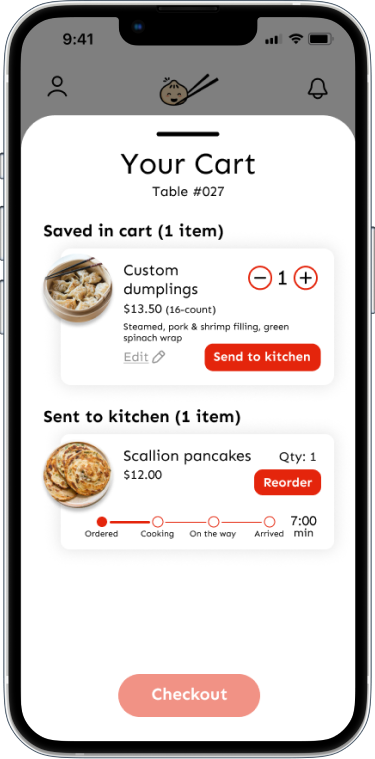 9:41
Your Cart
Table #027
Saved in cart (1 item)
Custom
dumplings
1
$13.50 (16-count)
Steamed, pork & shrimp filling, green
spinach wrap
Edit
Send to kitchen
Sent to kitchen (1 item)
Scallion pancakes
Qty: 1
$12.00
Reorder
Ordered
Cooking
On the way
Arrived
7:00
min
Checkout